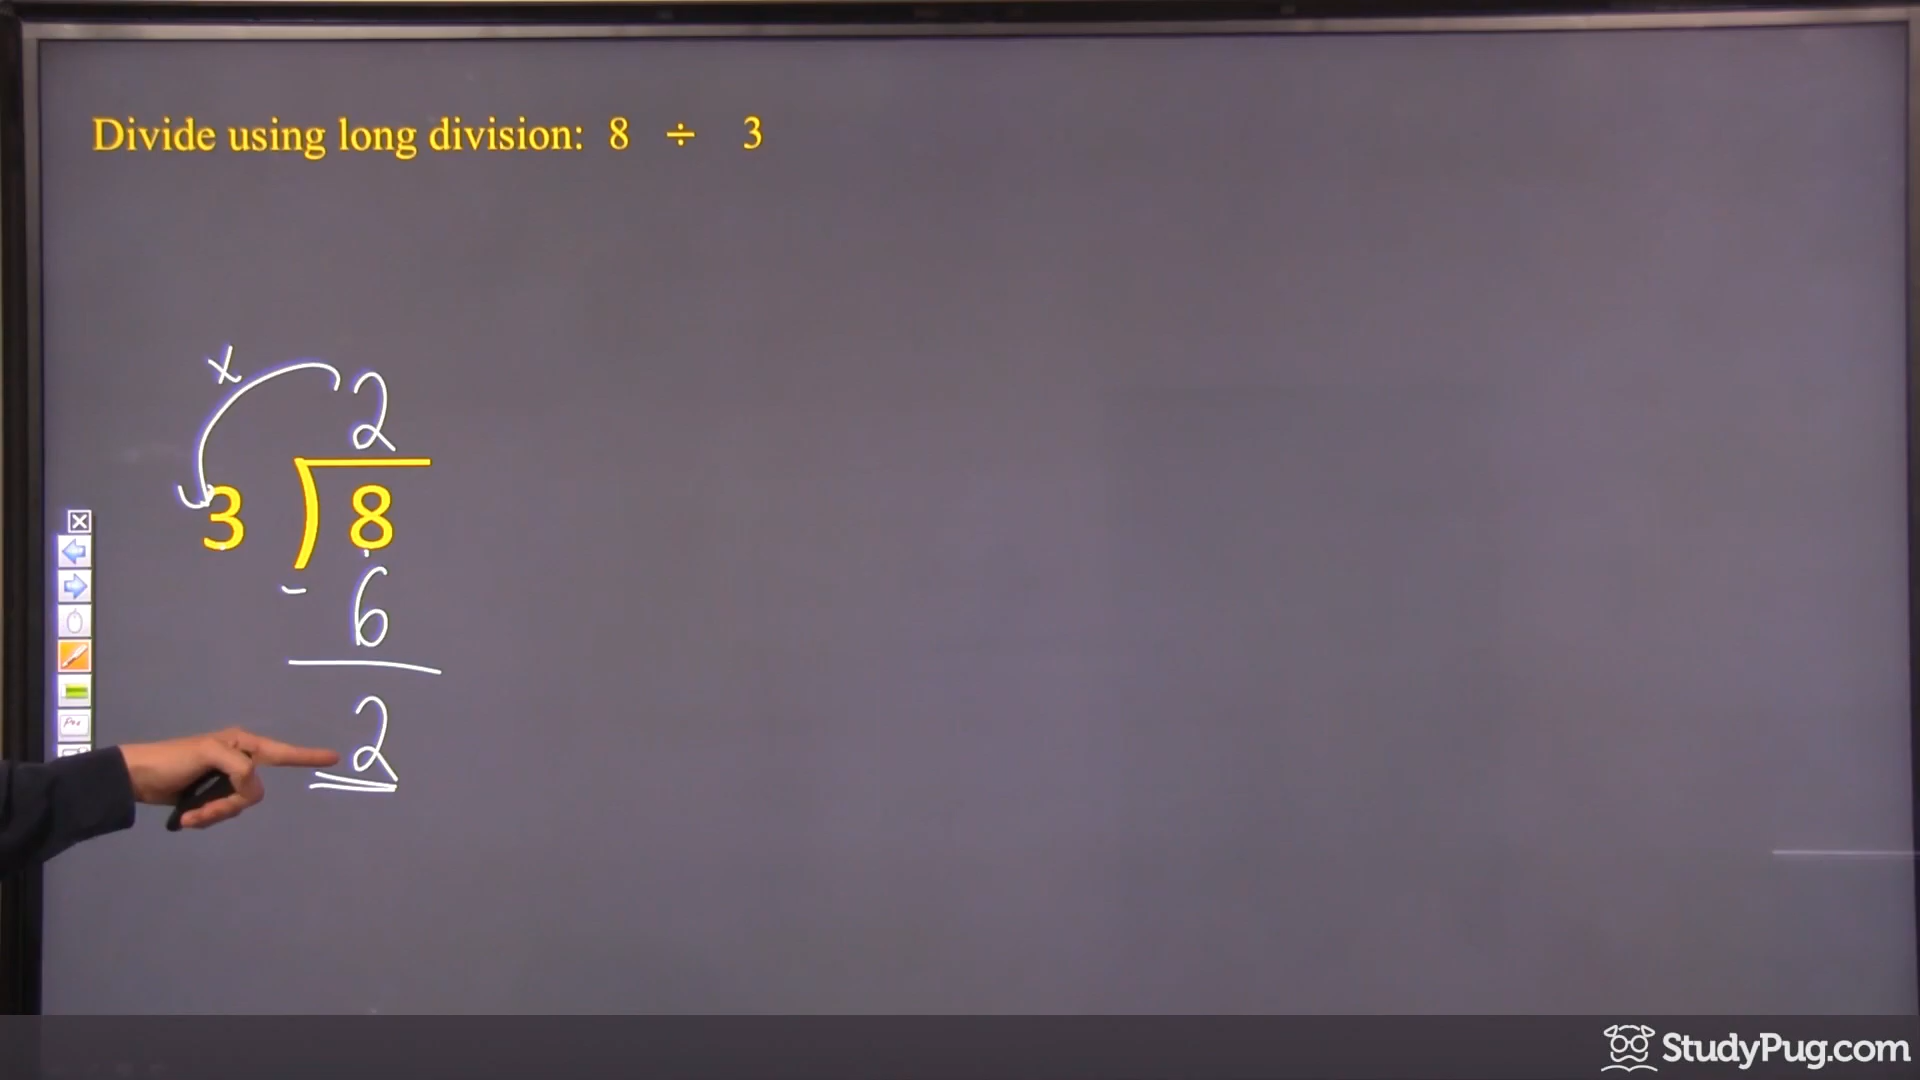 Divide using long division: 8 ÷ 3
x
2
3 ) 8
- 6
2
StudyPug.com